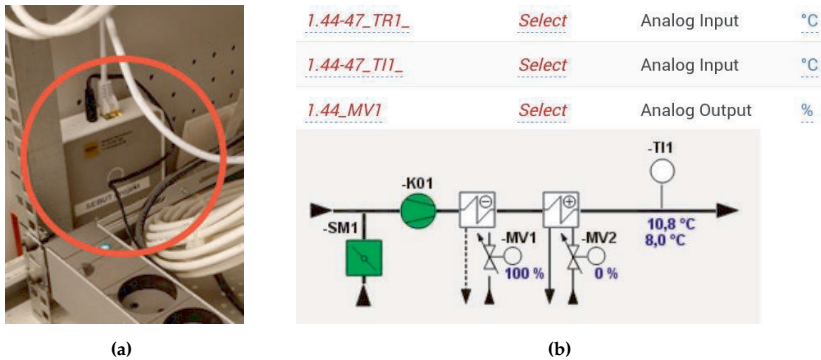 1.44-47_TR1_ Select Analog Input °C
1.44-47_TI1_ Select Analog Input °C
1.44_MV1 Select Analog Output %
-TI1
-K01
10,8 °C
8,0 °C
-SM1
-MV1
-MV2
100 %
0 %
SEBUT
(a)
(b)